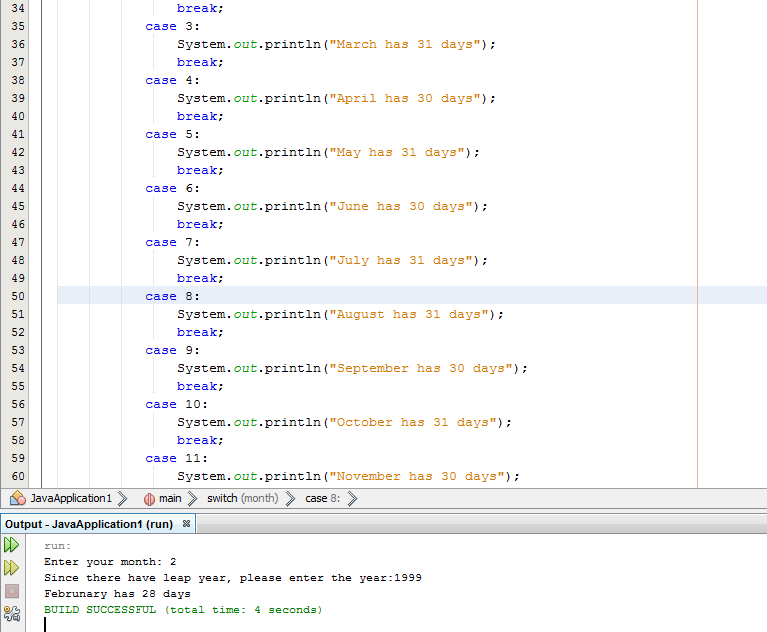 34 break;
35 case 3:
36 System.out.println("March has 31 days");
37 break;
38 case 4:
39 System.out.println("April has 30 days");
40 break;
41 case 5:
42 System.out.println("May has 31 days");
43 break;
44 case 6:
45 System.out.println("June has 30 days");
46 break;
47 case 7:
48 System.out.println("July has 31 days");
49 break;
50 case 8:
51 System.out.println("August has 31 days");
52 break;
53 case 9:
54 System.out.println("September has 30 days");
55 break;
56 case 10:
57 System.out.println("October has 31 days");
58 break;
59 case 11:
60 System.out.println("November has 30 days");
JavaApplication1 main switch (month) case 8:
Output - JavaApplication1 (run)
run:
Enter your month: 2
Since there have leap year, please enter the year:1999
Februnary has 28 days
BUILD SUCCESSFUL (total time: 4 seconds)